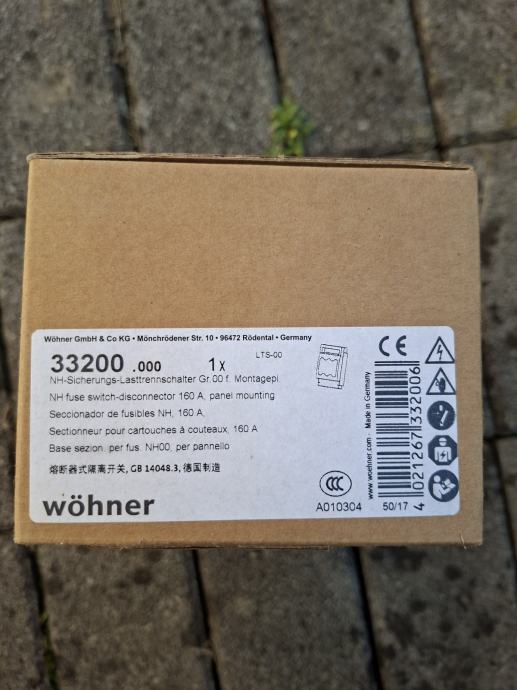 Wöhner GmbH & Co KG • Mönchrödener Str. 10 • 96472 Rödental • Germany
33200 .000 1 x LTS-00
NH-Sicherungs-Lasttrennschalter Gr.00 f. Montagepl
NH fuse switch-disconnector 160 A, panel mounting
Seccionador de fusibles NH, 160 A,
Sectionneur pour cartouches à couteaux, 160 A
Base sezion. per fus. NH00, per pannello
熔断器式隔离开关, GB 14048.3, 德国制造
wöhner
CCC
A010304
CE
www.woehner.com · Made in Germany
4 021267 332006
50/17